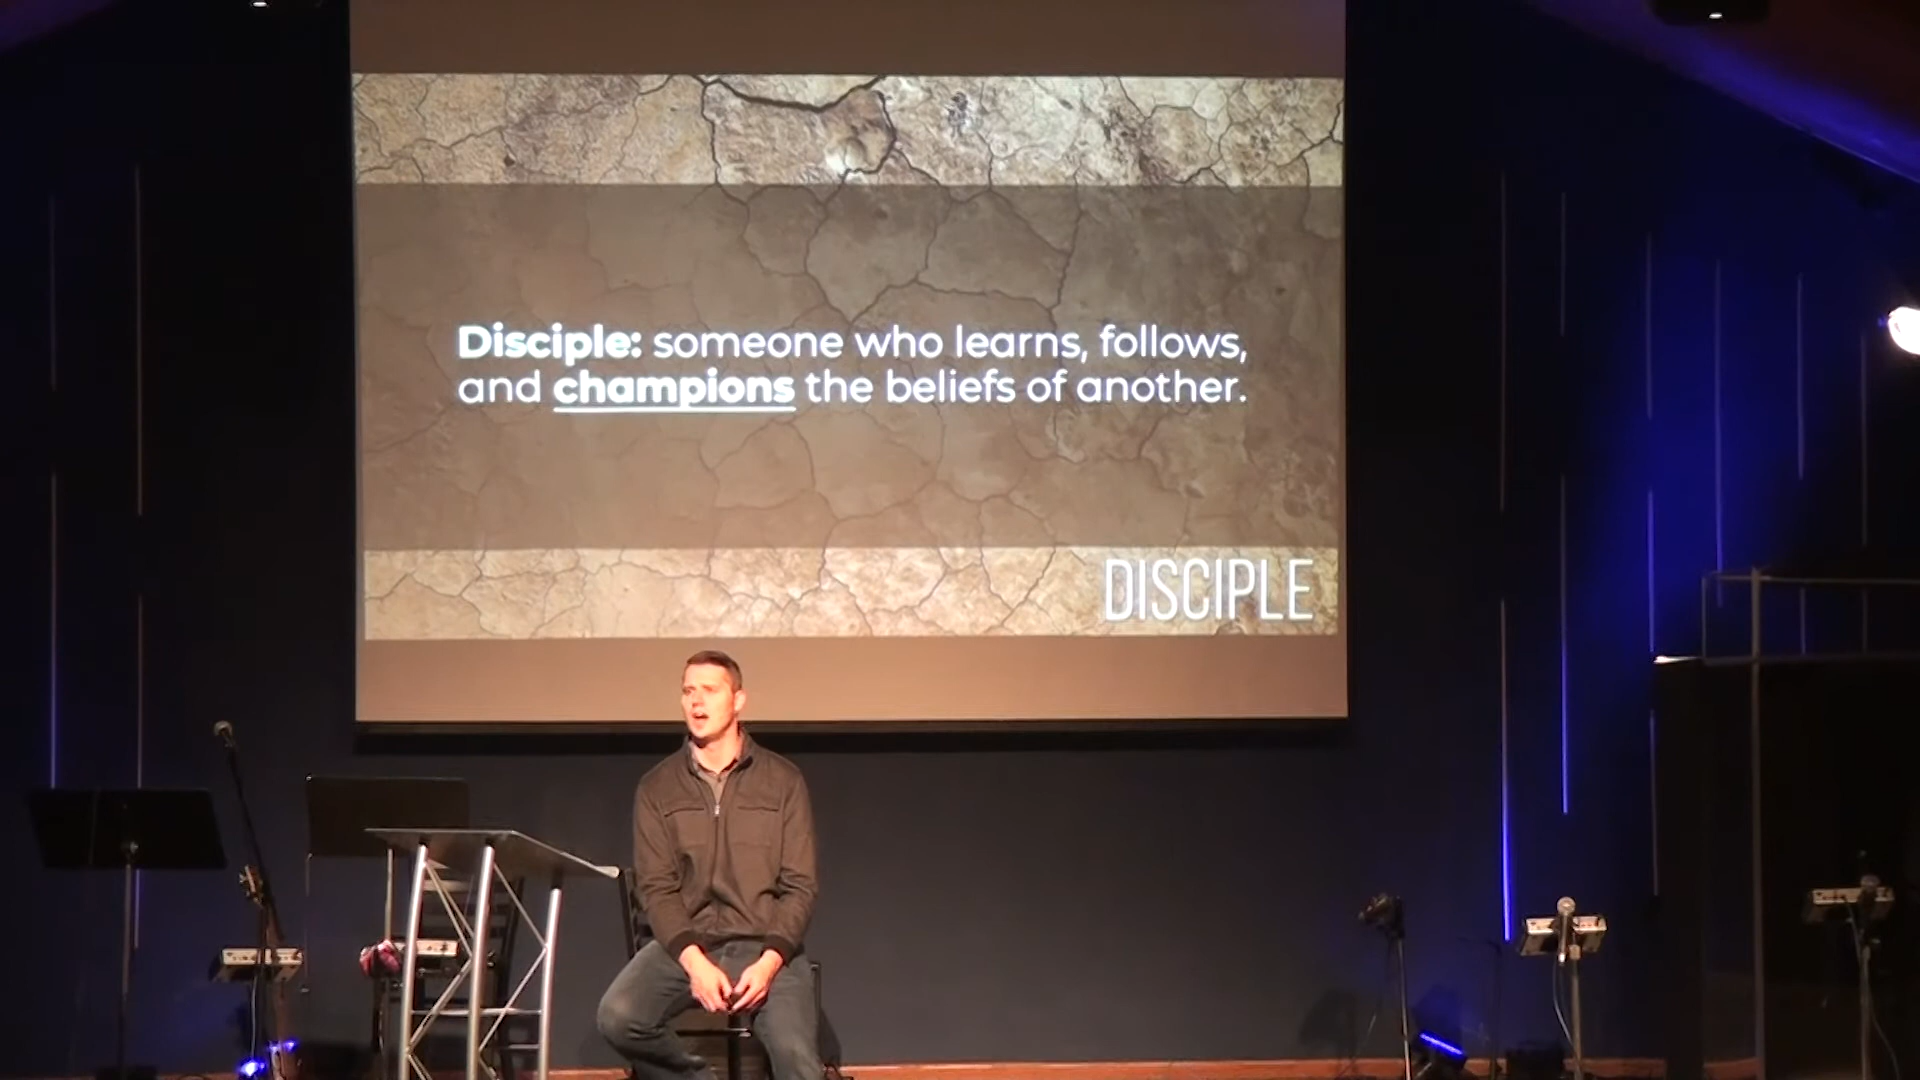 Disciple: someone who learns, follows,
and champions the beliefs of another.
DISCIPLE